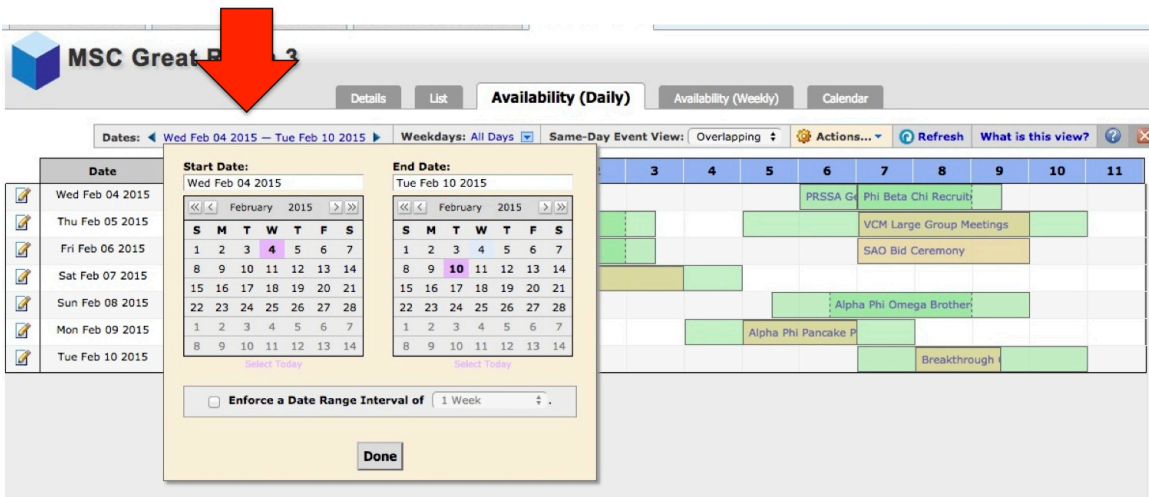 MSC Great R 3
Details List Availability (Daily) Availability (Weekly) Calendar
Dates: Wed Feb 04 2015 — Tue Feb 10 2015 Weekdays: All Days Same-Day Event View: Overlapping Actions... Refresh What is this view? ?
Date 3 4 5 6 7 8 9 10 11
Wed Feb 04 2015 PRSSA Ge Phi Beta Chi Recruit
Thu Feb 05 2015 VCM Large Group Meetings
Fri Feb 06 2015 SAO Bid Ceremony
Sat Feb 07 2015
Sun Feb 08 2015 Alpha Phi Omega Brother
Mon Feb 09 2015 Alpha Phi Pancake P
Tue Feb 10 2015 Breakthrough
Start Date: End Date:
Wed Feb 04 2015 Tue Feb 10 2015
« < February 2015 > » « < February 2015 > »
S M T W T F S S M T W T F S
1 2 3 4 5 6 7 1 2 3 4 5 6 7
8 9 10 11 12 13 14 8 9 10 11 12 13 14
15 16 17 18 19 20 21 15 16 17 18 19 20 21
22 23 24 25 26 27 28 22 23 24 25 26 27 28
1 2 3 4 5 6 7 1 2 3 4 5 6 7
8 9 10 11 12 13 14 8 9 10 11 12 13 14
Select Today Select Today
Enforce a Date Range Interval of 1 Week .
Done